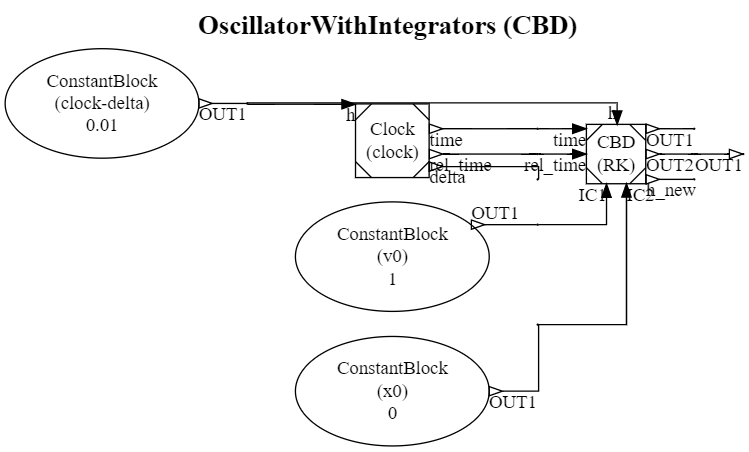 OscillatorWithIntegrators (CBD)
ConstantBlock
(clock-delta)
0.01
OUT1
h
Clock
(clock)
time
rel_time
delta
h
time
rel_time
CBD
(RK)
OUT1
OUT2
OUT1
h_new
IC1
IC2_
OUT1
ConstantBlock
(v0)
1
ConstantBlock
(x0)
0
OUT1